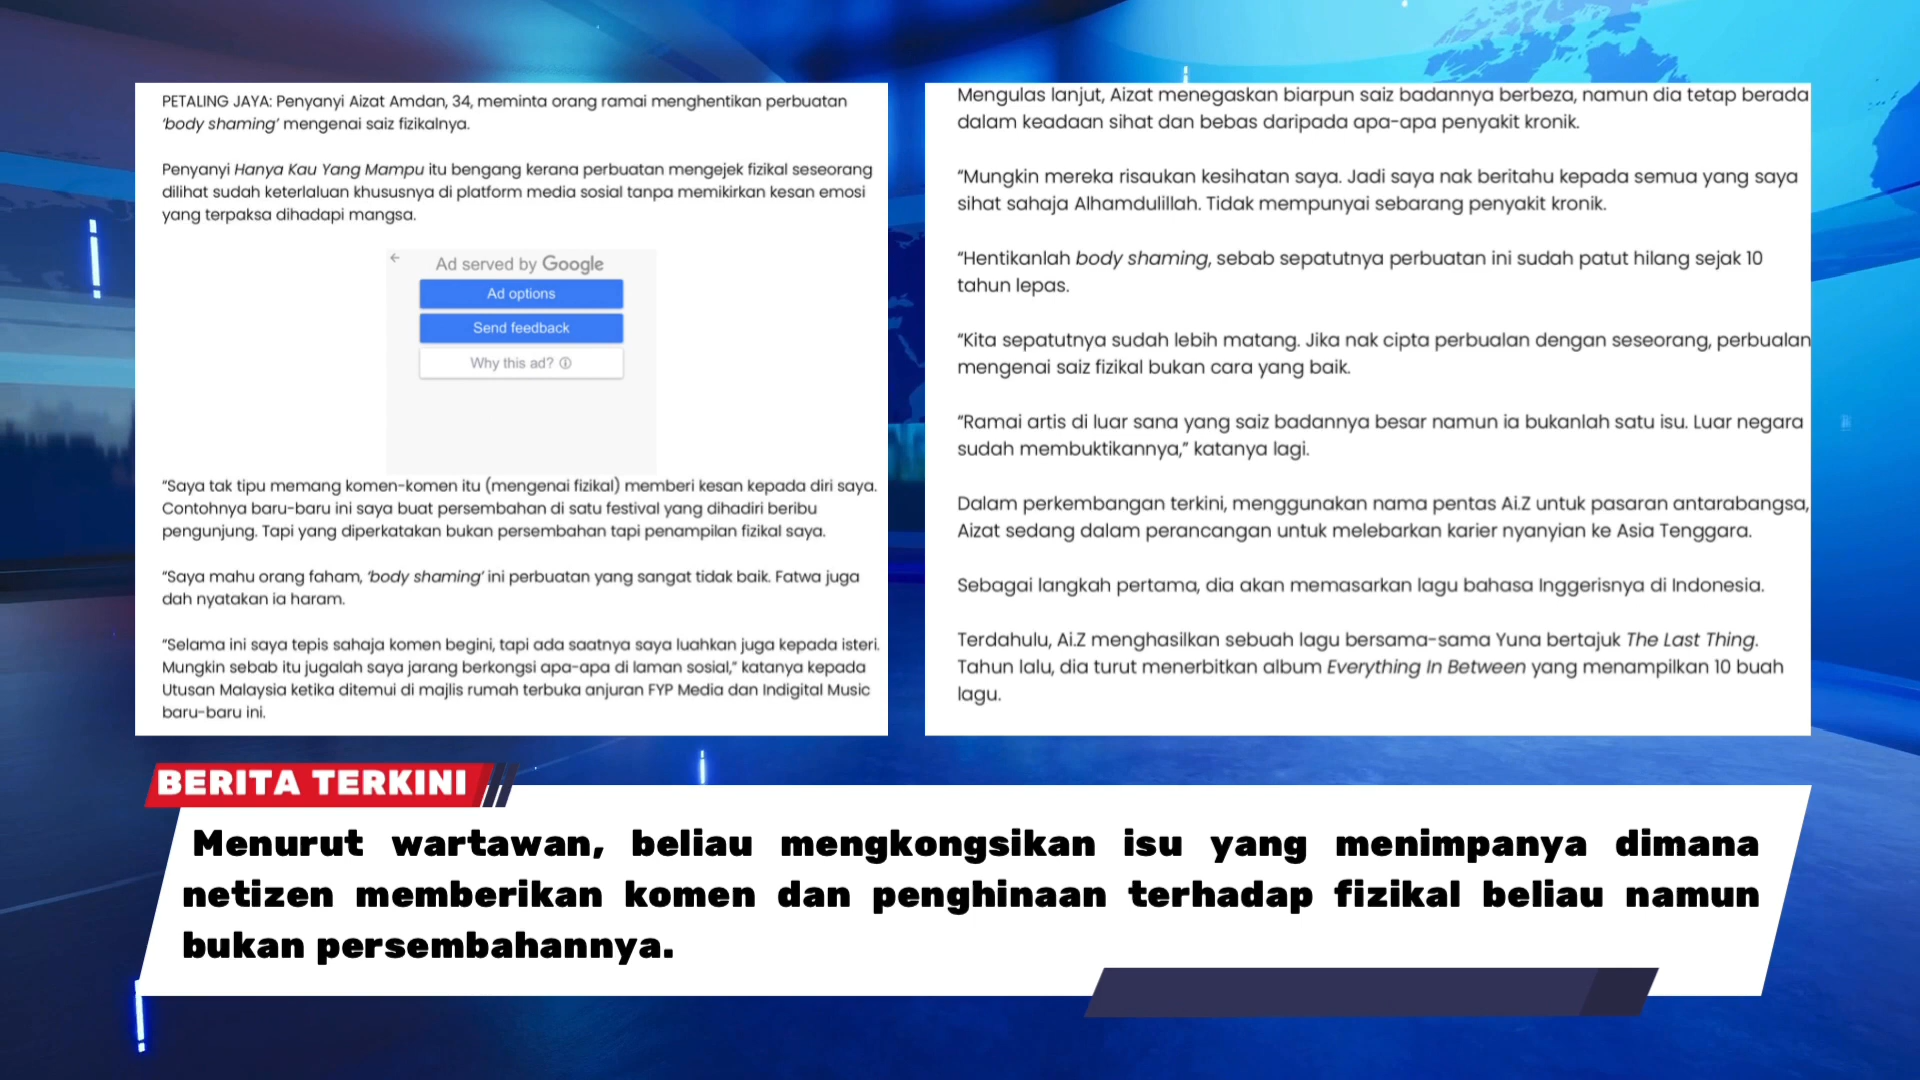 PETALING JAYA: Penyanyi Aizat Amdan, 34, meminta orang ramai menghentikan perbuatan
‘body shaming’ mengenai saiz fizikalnya.
Penyanyi Hanya Kau Yang Mampu itu bengang kerana perbuatan mengejek fizikal seseorang
dilihat sudah keterlaluan khususnya di platform media sosial tanpa memikirkan kesan emosi
yang terpaksa dihadapi mangsa.
Ad served by Google
Ad options
Send feedback
Why this ad?
“Saya tak tipu memang komen-komen itu (mengenai fizikal) memberi kesan kepada diri saya.
Contohnya baru-baru ini saya buat persembahan di satu festival yang dihadiri beribu
pengunjung. Tapi yang diperkatakan bukan persembahan tapi penampilan fizikal saya.
“Saya mahu orang faham, ‘body shaming’ ini perbuatan yang sangat tidak baik. Fatwa juga
dah nyatakan ia haram.
“Selama ini saya tepis sahaja komen begini, tapi ada saatnya saya luahkan juga kepada isteri.
Mungkin sebab itu jugalah saya jarang berkongsi apa-apa di laman sosial,” katanya kepada
Utusan Malaysia ketika ditemui di majlis rumah terbuka anjuran FYP Media dan Indigital Music
baru-baru ini.
Mengulas lanjut, Aizat menegaskan biarpun saiz badannya berbeza, namun dia tetap berada
dalam keadaan sihat dan bebas daripada apa-apa penyakit kronik.
“Mungkin mereka risaukan kesihatan saya. Jadi saya nak beritahu kepada semua yang saya
sihat sahaja Alhamdulillah. Tidak mempunyai sebarang penyakit kronik.
“Hentikanlah body shaming, sebab sepatutnya perbuatan ini sudah patut hilang sejak 10
tahun lepas.
“Kita sepatutnya sudah lebih matang. Jika nak cipta perbualan dengan seseorang, perbualan
mengenai saiz fizikal bukan cara yang baik.
“Ramai artis di luar sana yang saiz badannya besar namun ia bukanlah satu isu. Luar negara
sudah membuktikannya,” katanya lagi.
Dalam perkembangan terkini, menggunakan nama pentas Ai.Z untuk pasaran antarabangsa,
Aizat sedang dalam perancangan untuk melebarkan karier nyanyian ke Asia Tenggara.
Sebagai langkah pertama, dia akan memasarkan lagu bahasa Inggerisnya di Indonesia.
Terdahulu, Ai.Z menghasilkan sebuah lagu bersama-sama Yuna bertajuk The Last Thing.
Tahun lalu, dia turut menerbitkan album Everything In Between yang menampilkan 10 buah
lagu.
BERITA TERKINI
Menurut wartawan, beliau mengkongsikan isu yang menimpanya dimana
netizen memberikan komen dan penghinaan terhadap fizikal beliau namun
bukan persembahannya.